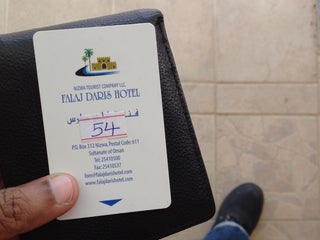 NIZWA TOURIST COMPANY LLC.
FALAJ DARIS HOTEL
54
P.O. Box 312 Nizwa, Postal Code: 611
Sultanate of Oman
Tel: 25410500
Fax: 25410537
www.falajdarishotel.com